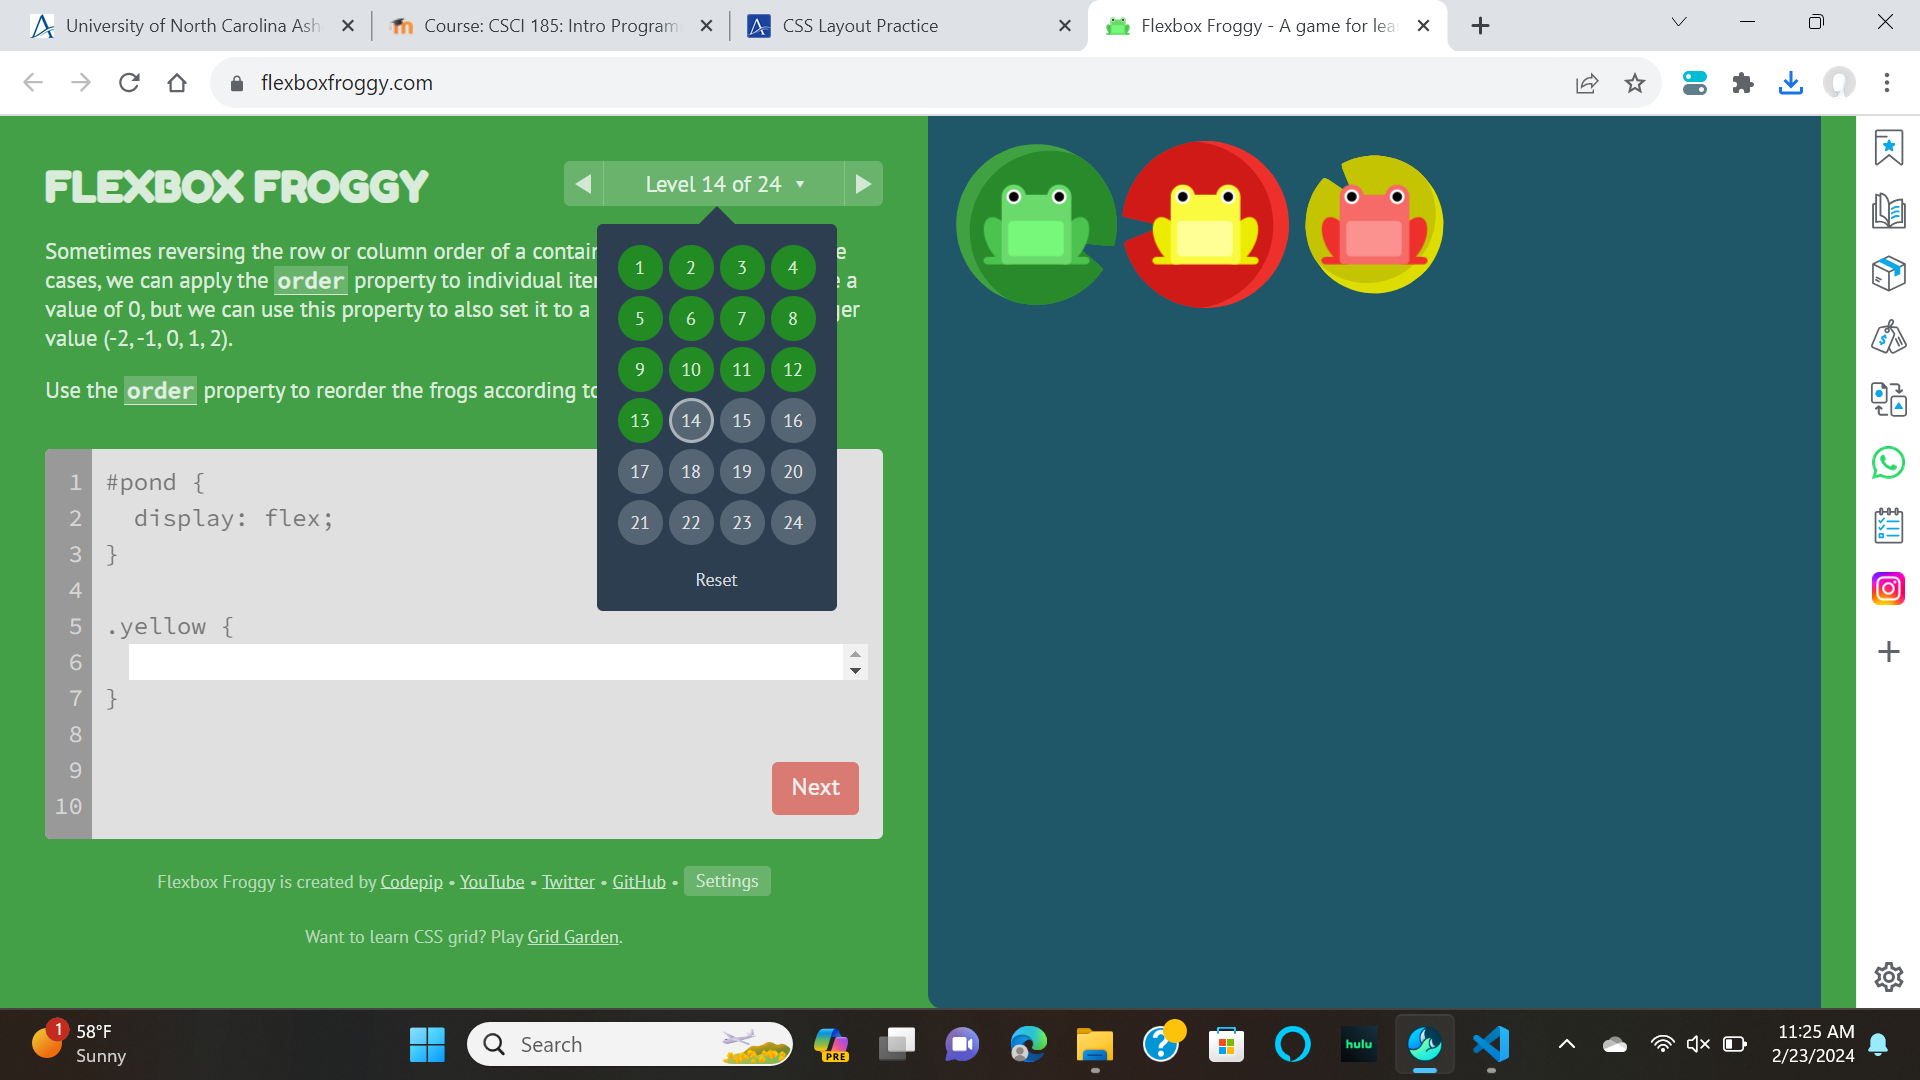 University of North Carolina Ash
Course: CSCI 185: Intro Program
CSS Layout Practice
Flexbox Froggy - A game for lea
flexboxfroggy.com
FLEXBOX FROGGY
Level 14 of 24 ▾
Sometimes reversing the row or column order of a contain
e
cases, we can apply the order property to individual iter
a
value of 0, but we can use this property to also set it to a
ger
value (-2, -1, 0, 1, 2).
Use the order property to reorder the frogs according to
1 2 3 4
5 6 7 8
9 10 11 12
13 14 15 16
17 18 19 20
21 22 23 24
Reset
1 #pond {
2 display: flex;
3 }
4
5 .yellow {
6
7 }
8
9
10
Next
Flexbox Froggy is created by Codepip • YouTube • Twitter • GitHub • Settings
Want to learn CSS grid? Play Grid Garden.
1
58°F
Sunny
Search
PRE
hulu
11:25 AM
2/23/2024